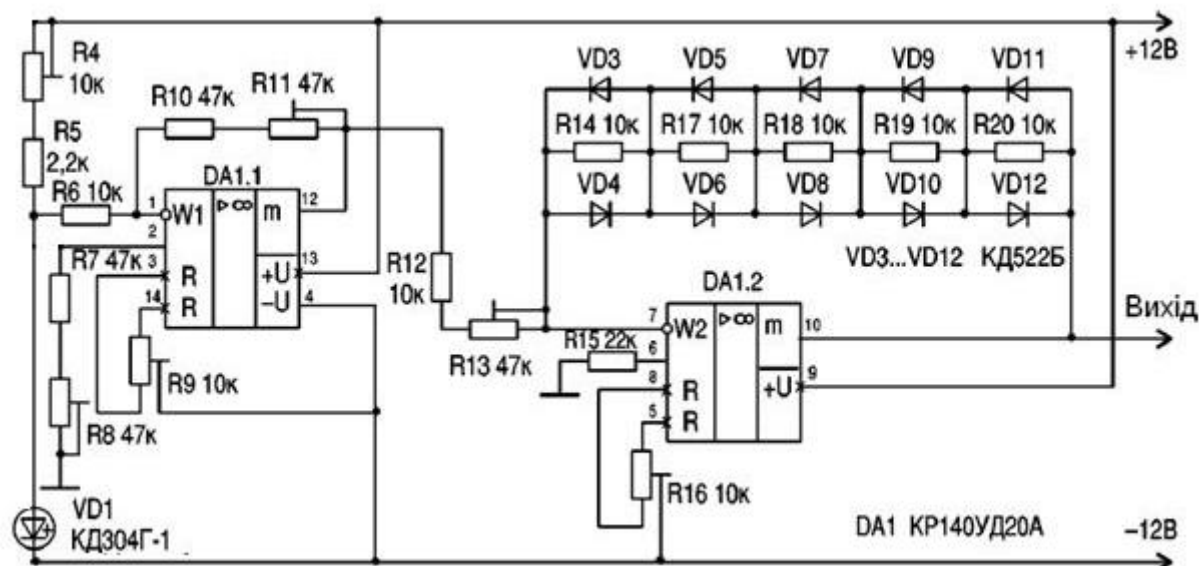 R4
10к
R5
2,2к
R6 10к
R10 47к
R11 47к
DA1.1
1
2
3
14
W1
R
R
▷∞
m
+U
–U
12
13
4
R7 47к
R8 47к
R9 10к
VD1
КД304Г-1
R12
10к
R13 47к
VD3
VD5
VD7
VD9
VD11
R14 10к
R17 10к
R18 10к
R19 10к
R20 10к
VD4
VD6
VD8
VD10
VD12
VD3...VD12 КД522Б
DA1.2
7
6
8
5
W2
R
R
▷∞
m
+U
10
9
R15 22к
R16 10к
+12В
Вихід
–12В
DA1 КР140УД20А